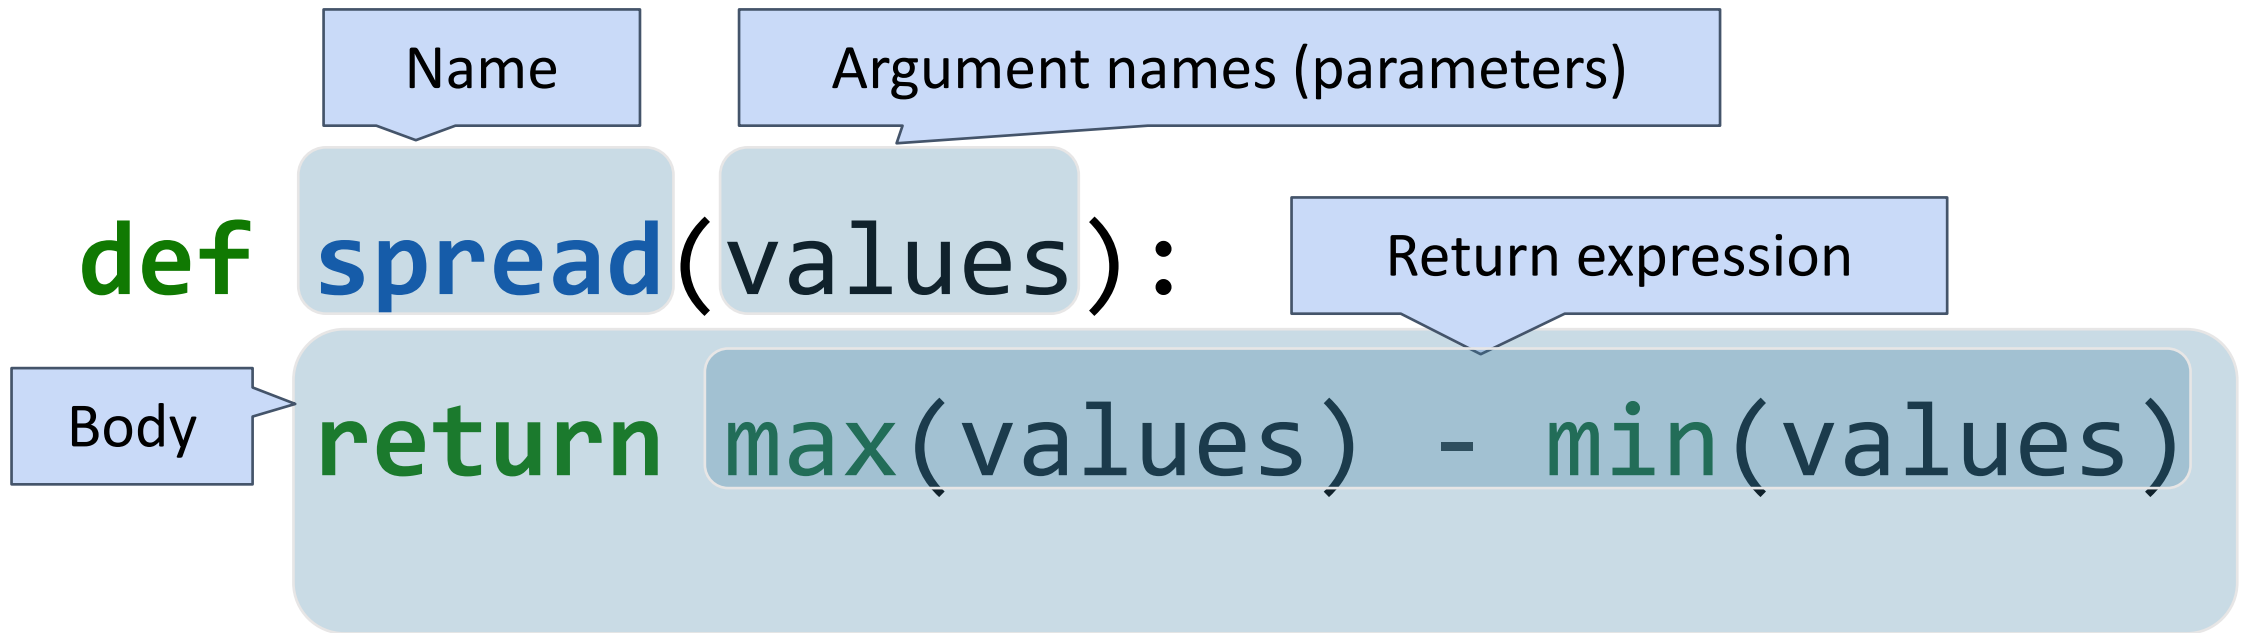 Name
Argument names (parameters)
def spread(values):
Return expression
Body
return max(values) - min(values)